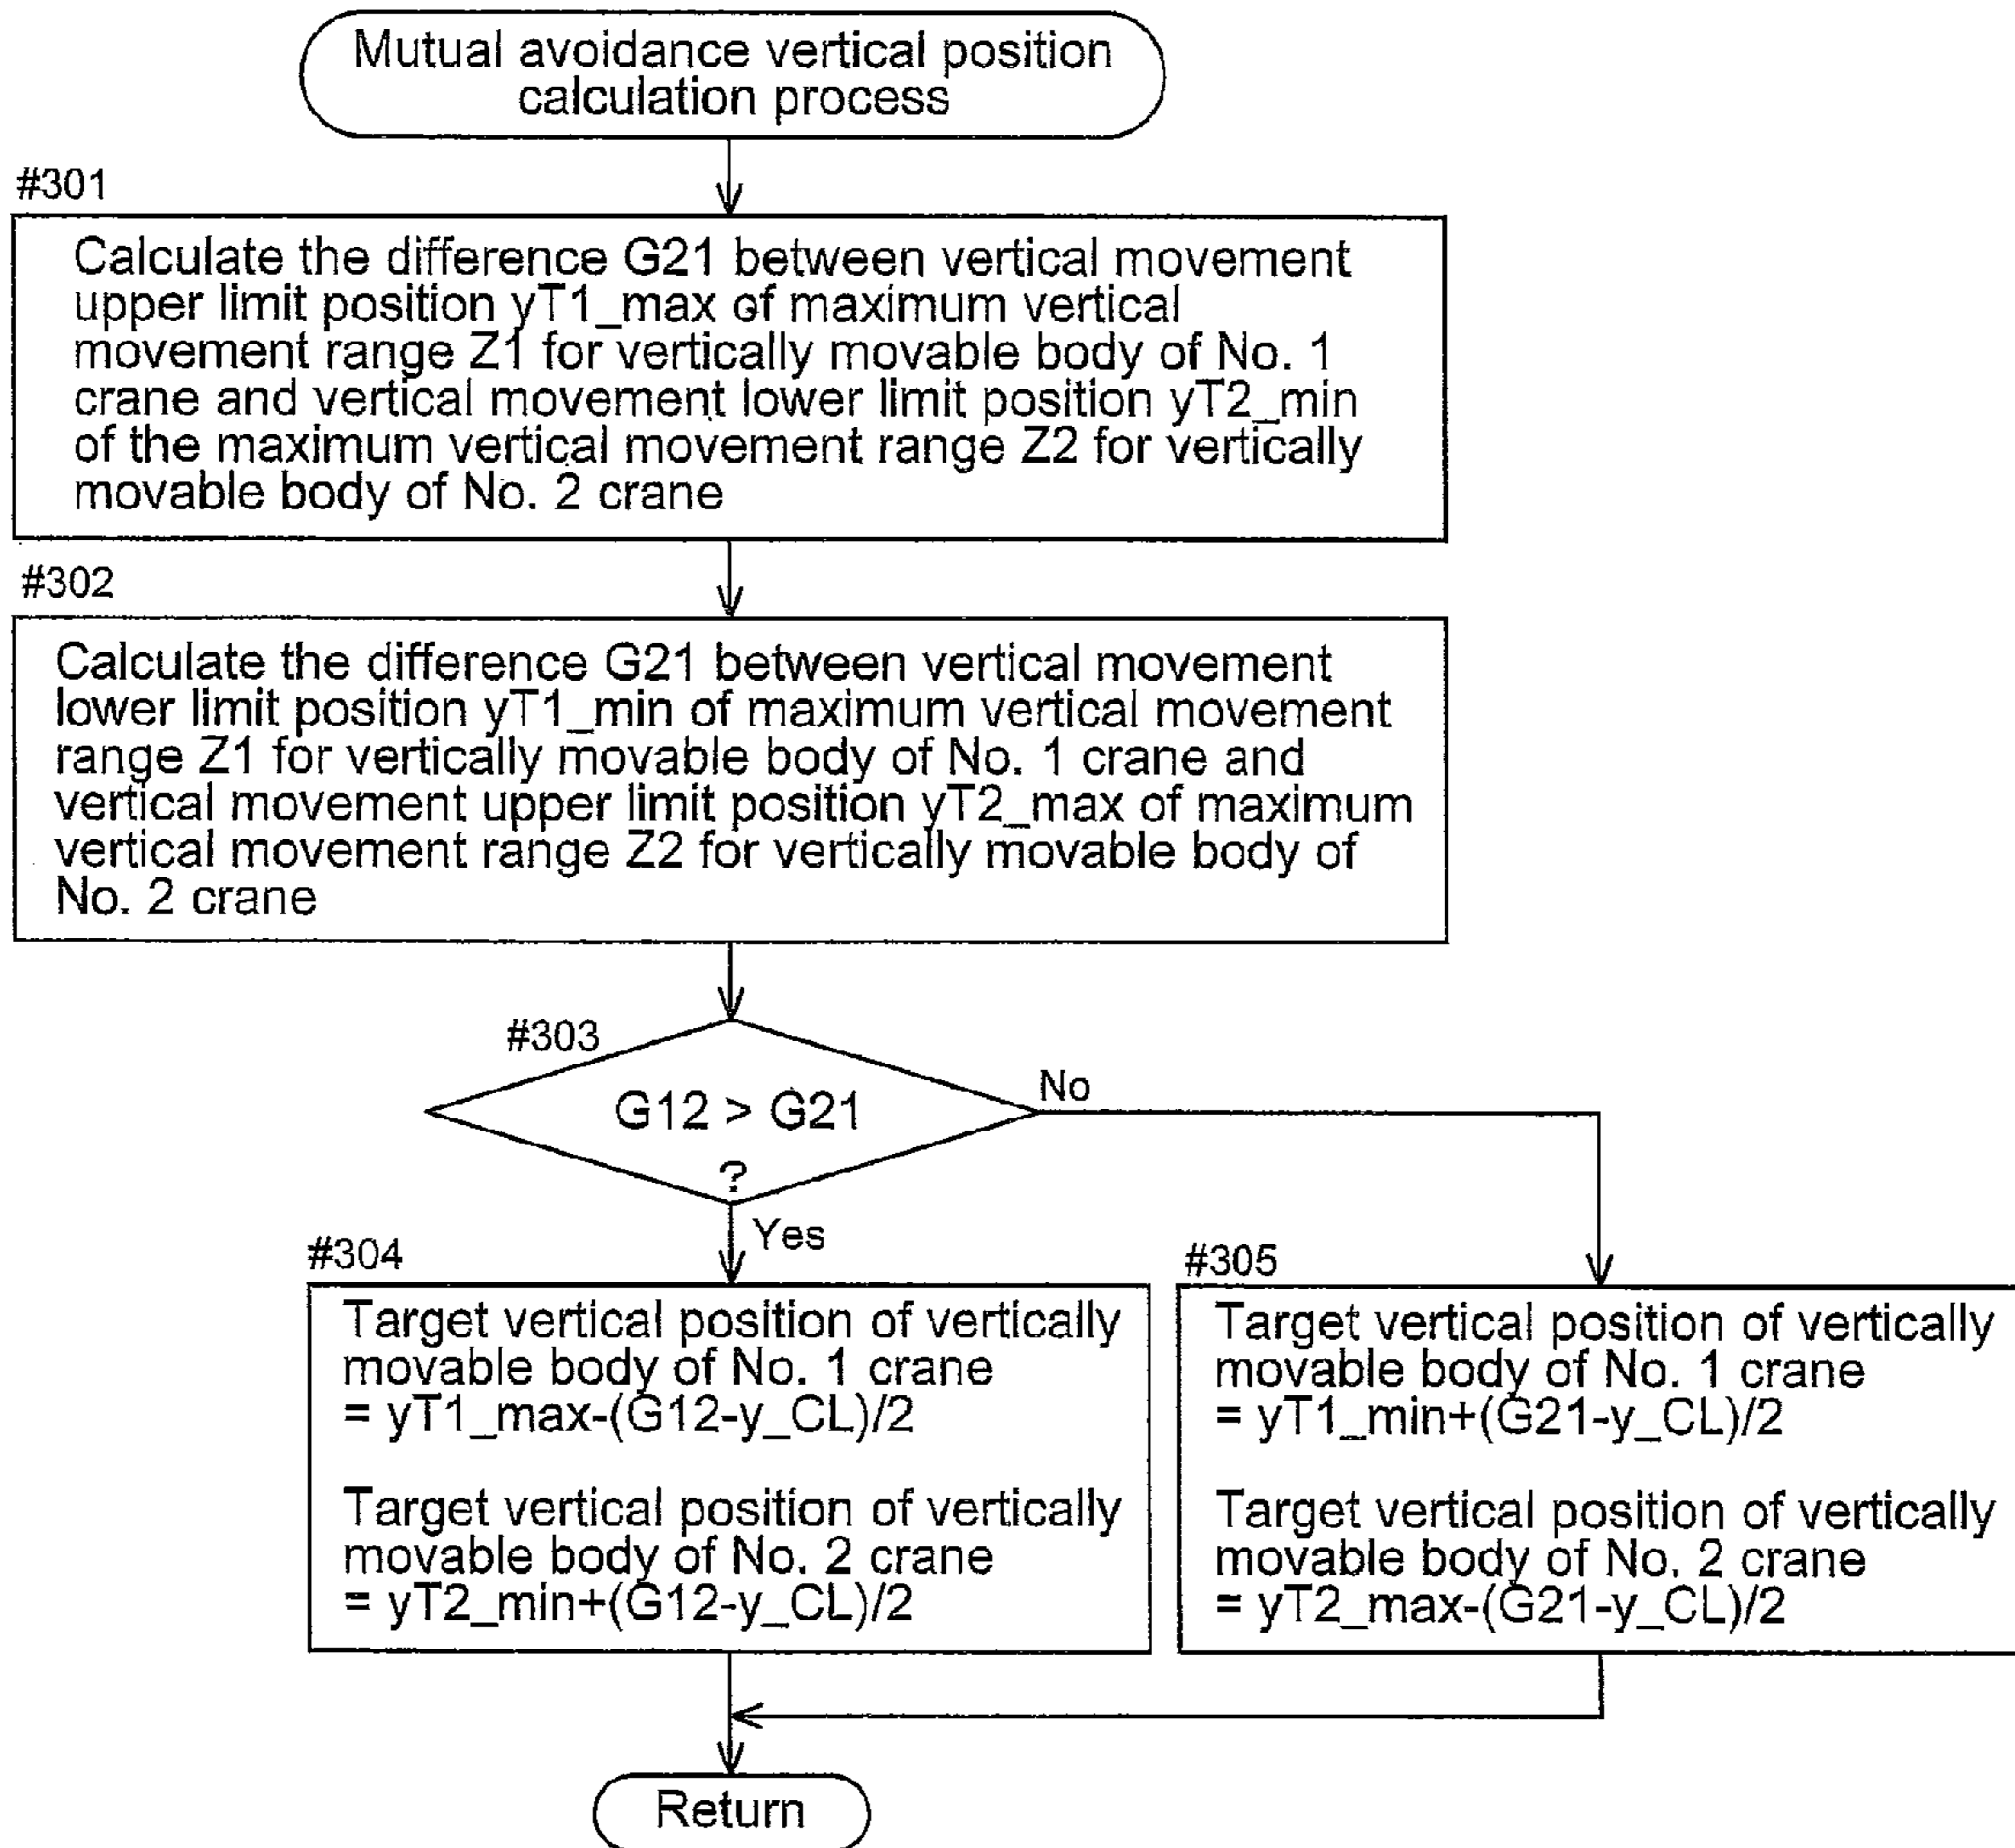 Mutual avoidance vertical position
calculation process
#301
Calculate the difference G21 between vertical movement
upper limit position yT1_max of maximum vertical
movement range Z1 for vertically movable body of No. 1
crane and vertical movement lower limit position yT2_min
of the maximum vertical movement range Z2 for vertically
movable body of No. 2 crane
#302
Calculate the difference G21 between vertical movement
lower limit position yT1_min of maximum vertical movement
range Z1 for vertically movable body of No. 1 crane and
vertical movement upper limit position yT2_max of maximum
vertical movement range Z2 for vertically movable body of
No. 2 crane
#303
G12 > G21
?
No
Yes
#304
Target vertical position of vertically
movable body of No. 1 crane
= yT1_max-(G12-y_CL)/2
Target vertical position of vertically
movable body of No. 2 crane
= yT2_min+(G12-y_CL)/2
#305
Target vertical position of vertically
movable body of No. 1 crane
= yT1_min+(G21-y_CL)/2
Target vertical position of vertically
movable body of No. 2 crane
= yT2_max-(G21-y_CL)/2
Return